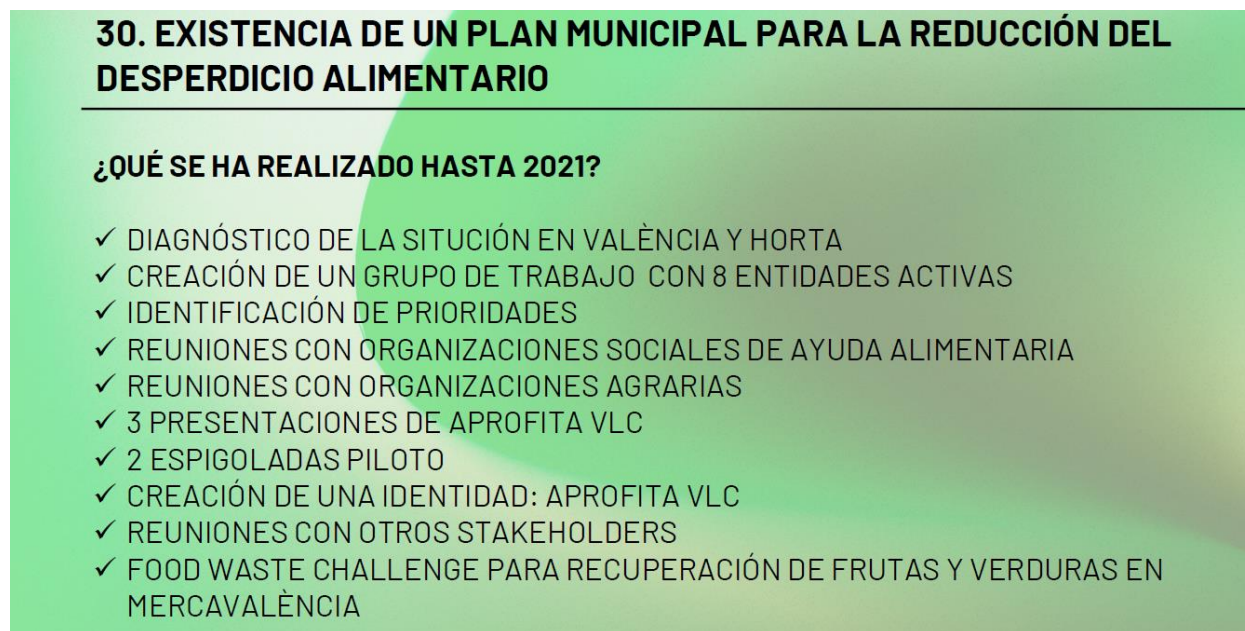 30. EXISTENCIA DE UN PLAN MUNICIPAL PARA LA REDUCCIÓN DEL
DESPERDICIO ALIMENTARIO
¿QUÉ SE HA REALIZADO HASTA 2021?
✓ DIAGNÓSTICO DE LA SITUCIÓN EN VALÈNCIA Y HORTA
✓ CREACIÓN DE UN GRUPO DE TRABAJO CON 8 ENTIDADES ACTIVAS
✓ IDENTIFICACIÓN DE PRIORIDADES
✓ REUNIONES CON ORGANIZACIONES SOCIALES DE AYUDA ALIMENTARIA
✓ REUNIONES CON ORGANIZACIONES AGRARIAS
✓ 3 PRESENTACIONES DE APROFITA VLC
✓ 2 ESPIGOLADAS PILOTO
✓ CREACIÓN DE UNA IDENTIDAD: APROFITA VLC
✓ REUNIONES CON OTROS STAKEHOLDERS
✓ FOOD WASTE CHALLENGE PARA RECUPERACIÓN DE FRUTAS Y VERDURAS EN
MERCAVALÈNCIA